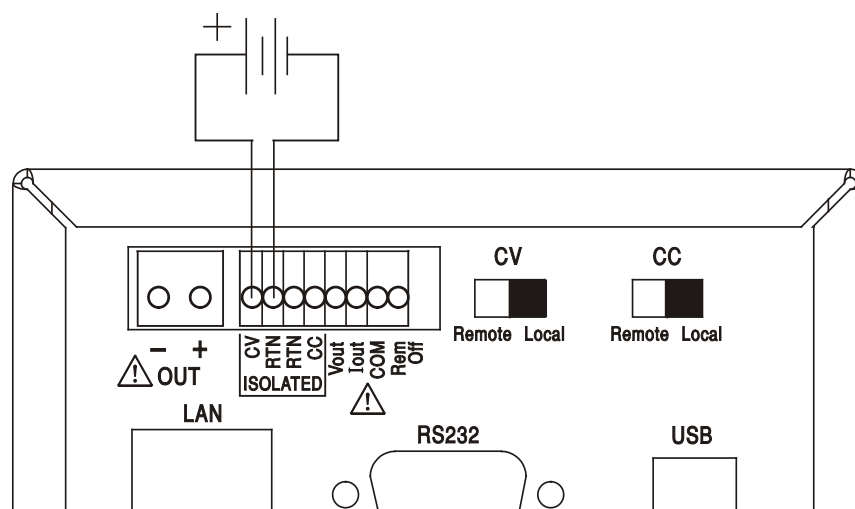 +
CV CC
Remote Local Remote Local
− +
OUT
CV
RTN
RTN
CC
Vout
Iout
COM
Rem
Off
ISOLATED
LAN
RS232
USB